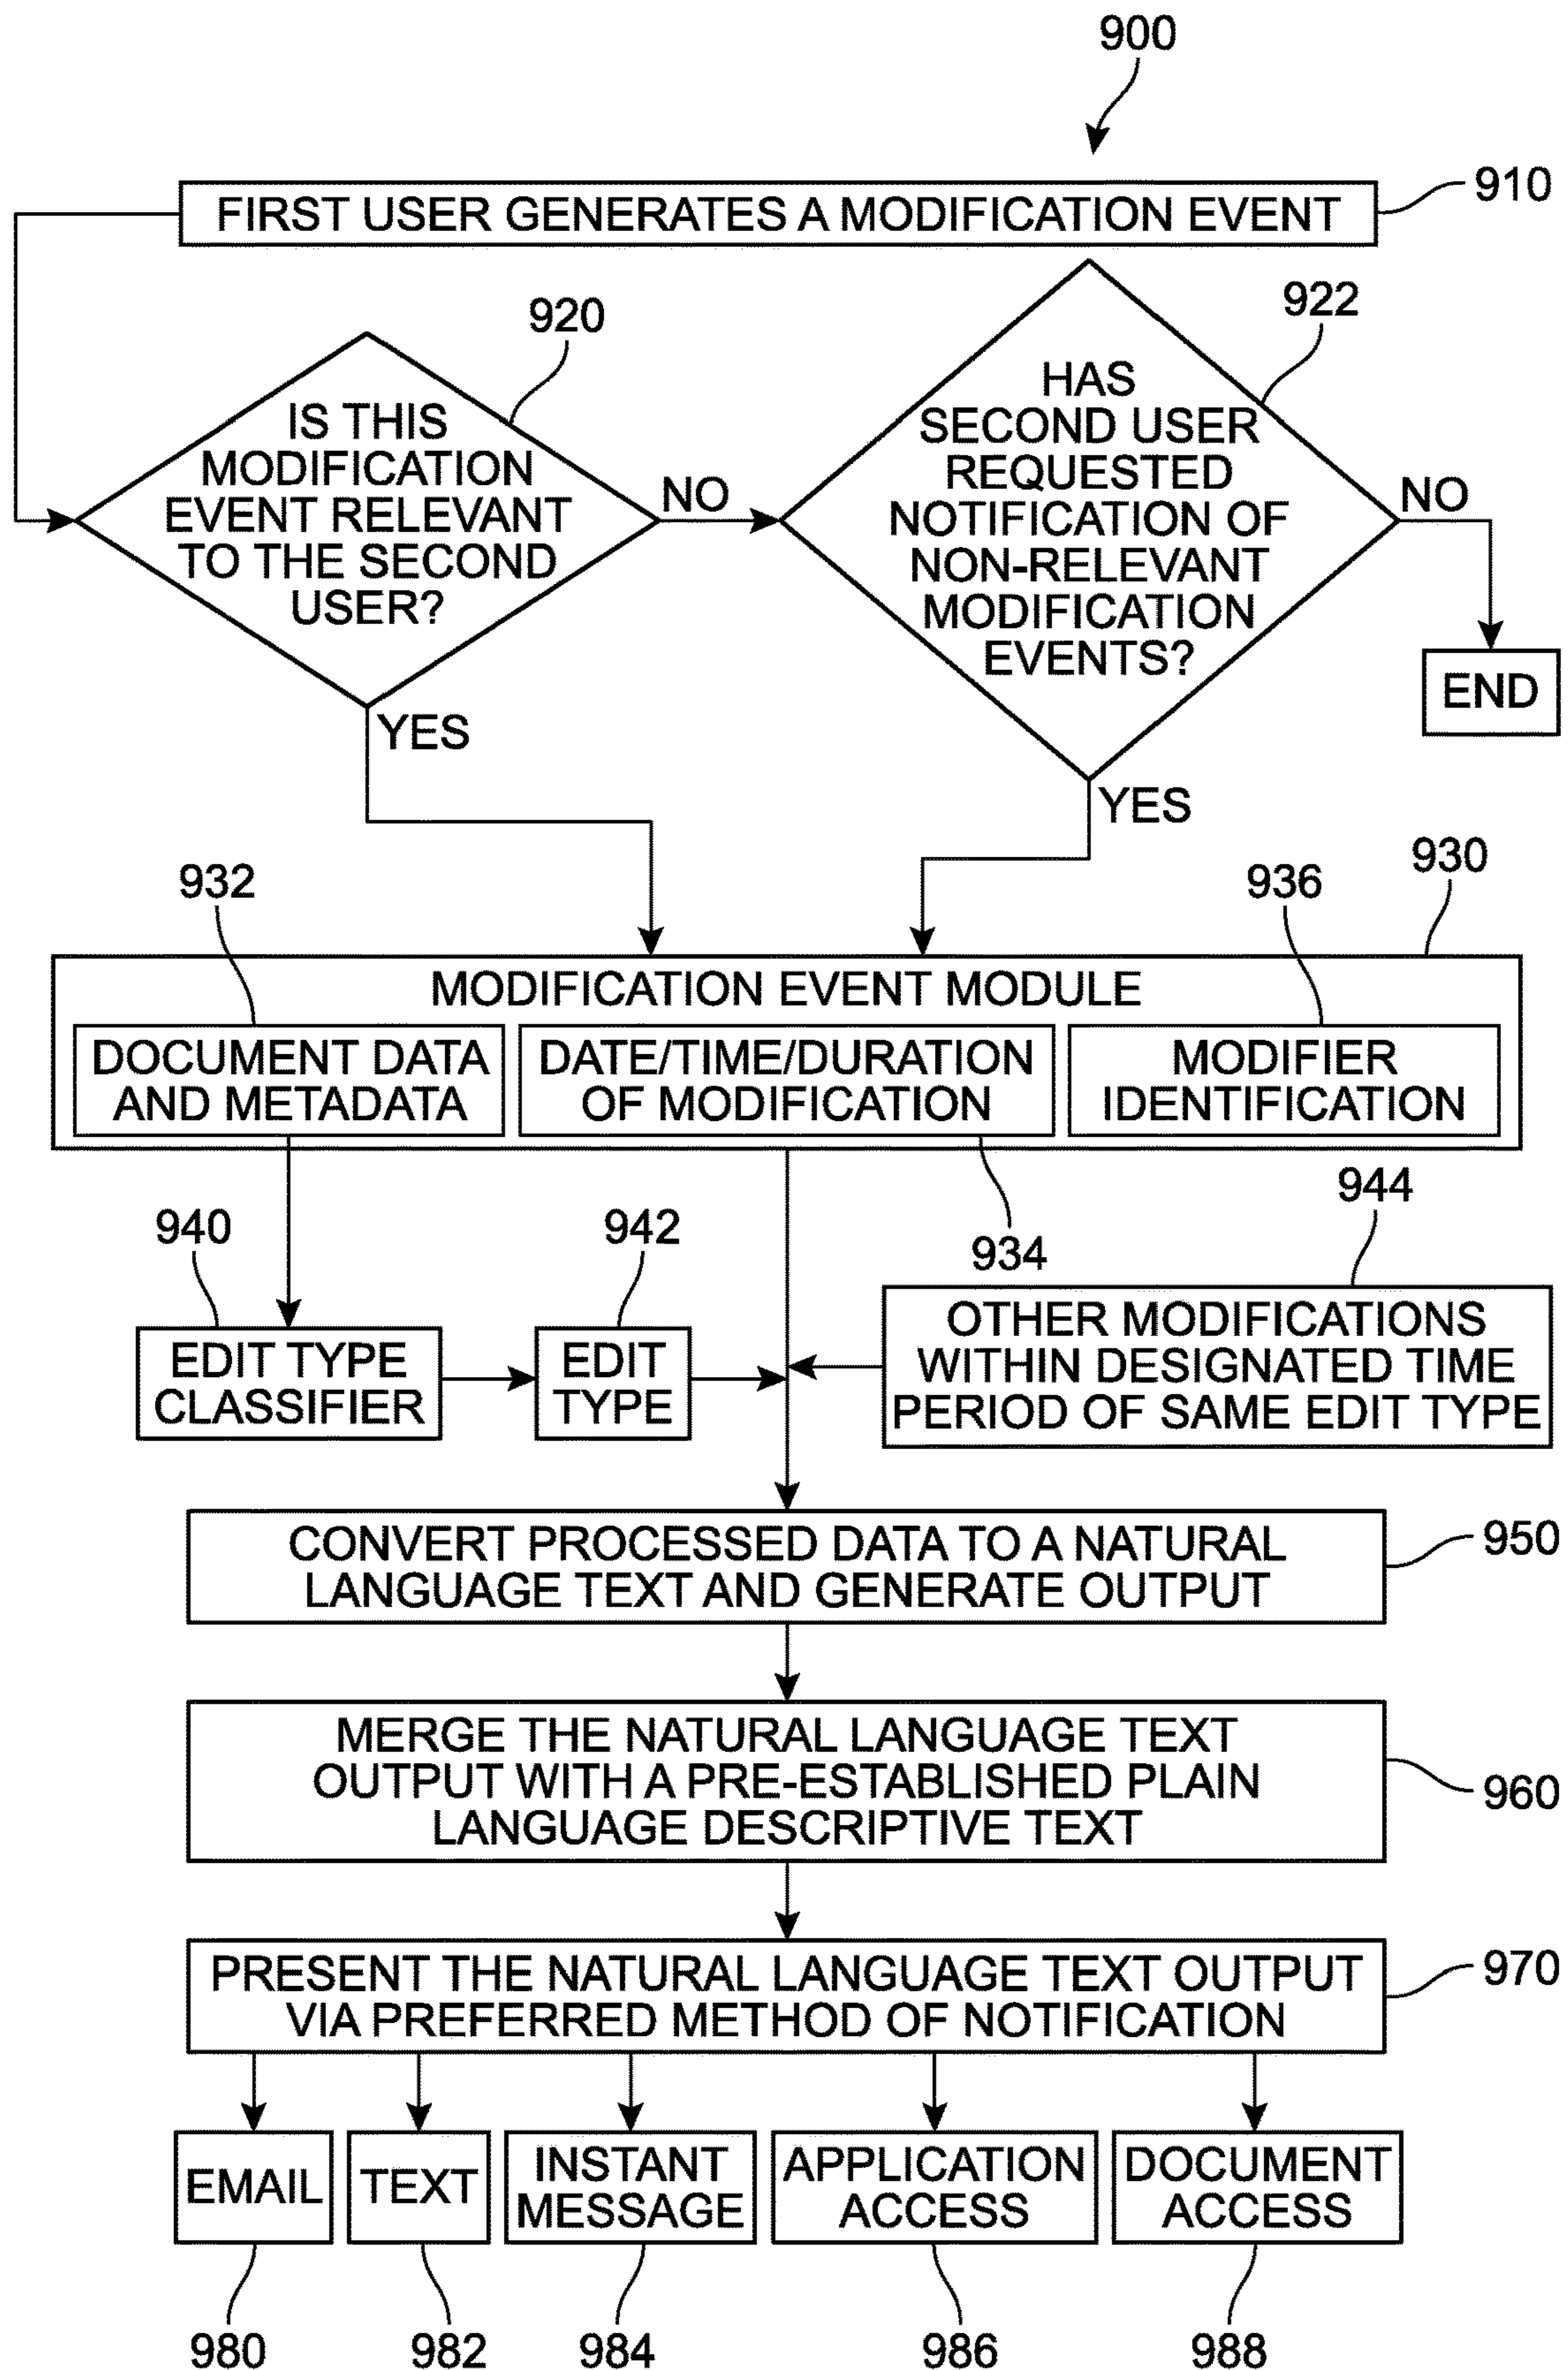 900
FIRST USER GENERATES A MODIFICATION EVENT
910
920
IS THIS
MODIFICATION
EVENT RELEVANT
TO THE SECOND
USER?
NO
YES
922
HAS
SECOND USER
REQUESTED
NOTIFICATION OF
NON-RELEVANT
MODIFICATION
EVENTS?
NO
END
YES
930
932
936
MODIFICATION EVENT MODULE
DOCUMENT DATA
AND METADATA
DATE/TIME/DURATION
OF MODIFICATION
MODIFIER
IDENTIFICATION
934
940
942
944
EDIT TYPE
CLASSIFIER
EDIT
TYPE
OTHER MODIFICATIONS
WITHIN DESIGNATED TIME
PERIOD OF SAME EDIT TYPE
CONVERT PROCESSED DATA TO A NATURAL
LANGUAGE TEXT AND GENERATE OUTPUT
950
MERGE THE NATURAL LANGUAGE TEXT
OUTPUT WITH A PRE-ESTABLISHED PLAIN
LANGUAGE DESCRIPTIVE TEXT
960
PRESENT THE NATURAL LANGUAGE TEXT OUTPUT
VIA PREFERRED METHOD OF NOTIFICATION
970
EMAIL
TEXT
INSTANT
MESSAGE
APPLICATION
ACCESS
DOCUMENT
ACCESS
980
982
984
986
988